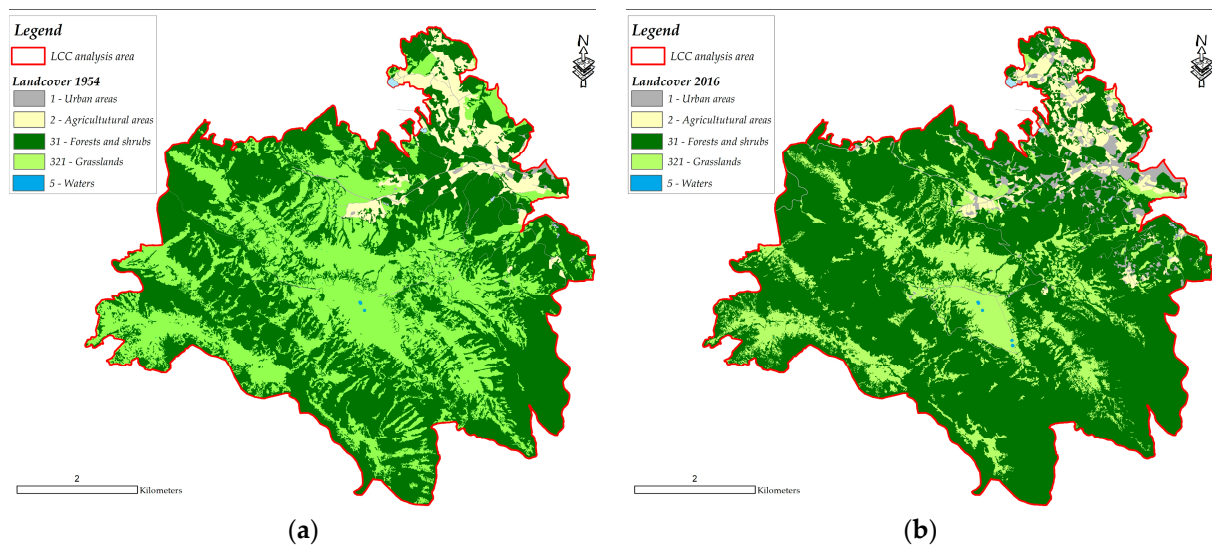 Legend
LCC analysis area
Landcover 1954
1 - Urban areas
2 - Agricultutural areas
31 - Forests and shrubs
321 - Grasslands
5 - Waters
N
2
Kilometers
(a)
Legend
LCC analysis area
Landcover 2016
1 - Urban areas
2 - Agricultutural areas
31 - Forests and shrubs
321 - Grasslands
5 - Waters
N
2
Kilometers
(b)